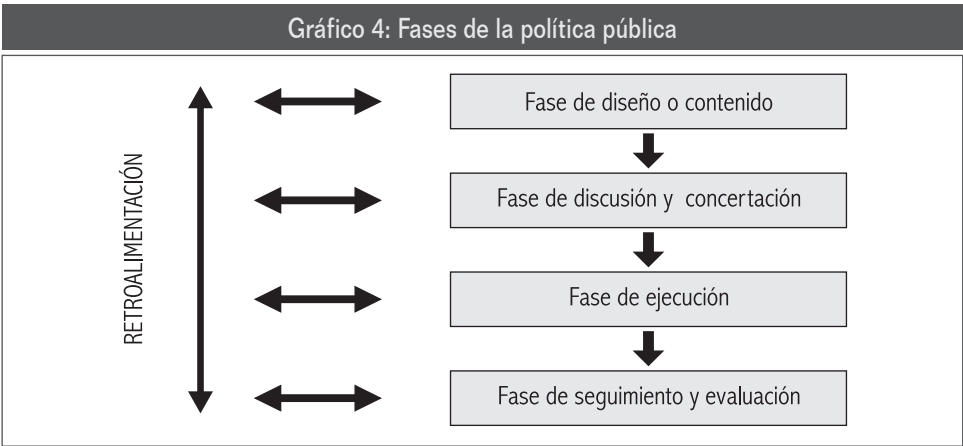 Gráfico 4: Fases de la política pública
RETROALIMENTACIÓN
Fase de diseño o contenido
Fase de discusión y concertación
Fase de ejecución
Fase de seguimiento y evaluación